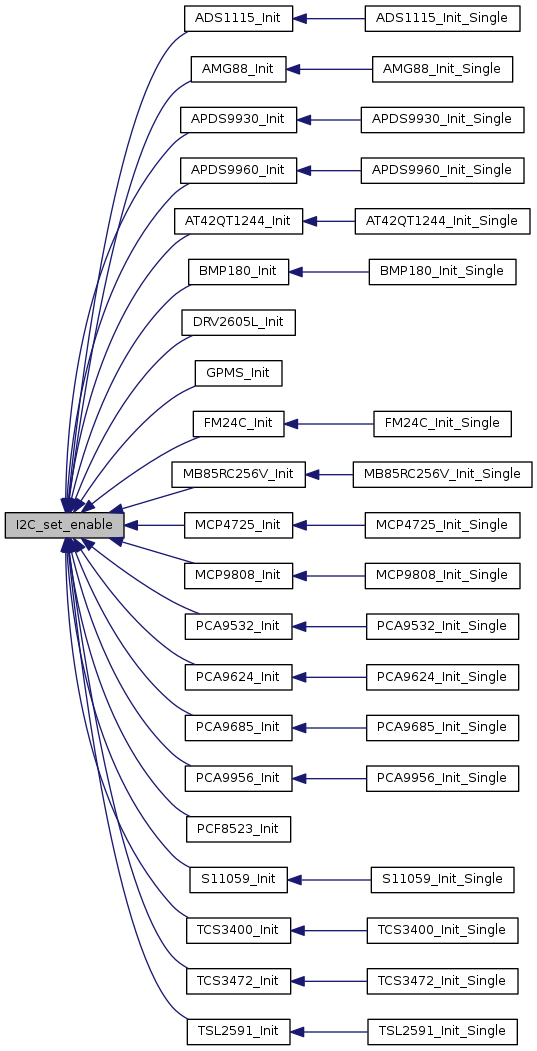 ADS1115_Init
ADS1115_Init_Single
AMG88_Init
AMG88_Init_Single
APDS9930_Init
APDS9930_Init_Single
APDS9960_Init
APDS9960_Init_Single
AT42QT1244_Init
AT42QT1244_Init_Single
BMP180_Init
BMP180_Init_Single
DRV2605L_Init
GPMS_Init
FM24C_Init
FM24C_Init_Single
MB85RC256V_Init
MB85RC256V_Init_Single
I2C_set_enable
MCP4725_Init
MCP4725_Init_Single
MCP9808_Init
MCP9808_Init_Single
PCA9532_Init
PCA9532_Init_Single
PCA9624_Init
PCA9624_Init_Single
PCA9685_Init
PCA9685_Init_Single
PCA9956_Init
PCA9956_Init_Single
PCF8523_Init
S11059_Init
S11059_Init_Single
TCS3400_Init
TCS3400_Init_Single
TCS3472_Init
TCS3472_Init_Single
TSL2591_Init
TSL2591_Init_Single